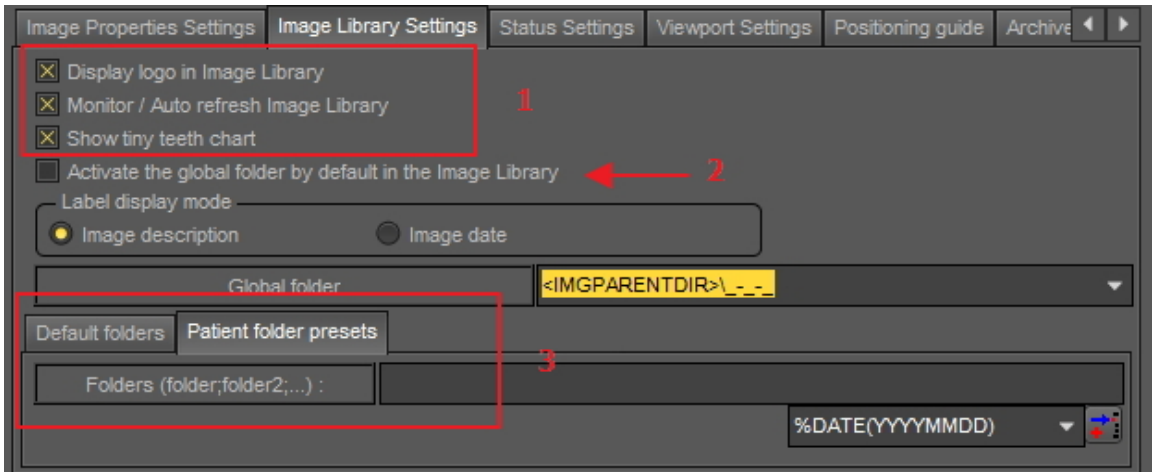 Image Properties Settings Image Library Settings Status Settings Viewport Settings Positioning guide Archive
Display logo in Image Library
Monitor / Auto refresh Image Library
1
Show tiny teeth chart
Activate the global folder by default in the Image Library
2
Label display mode
Image description Image date
Global folder <IMGPARENTDIR>\_-_-_
Default folders Patient folder presets
3
Folders (folder;folder2;...) :
%DATE(YYYYMMDD)